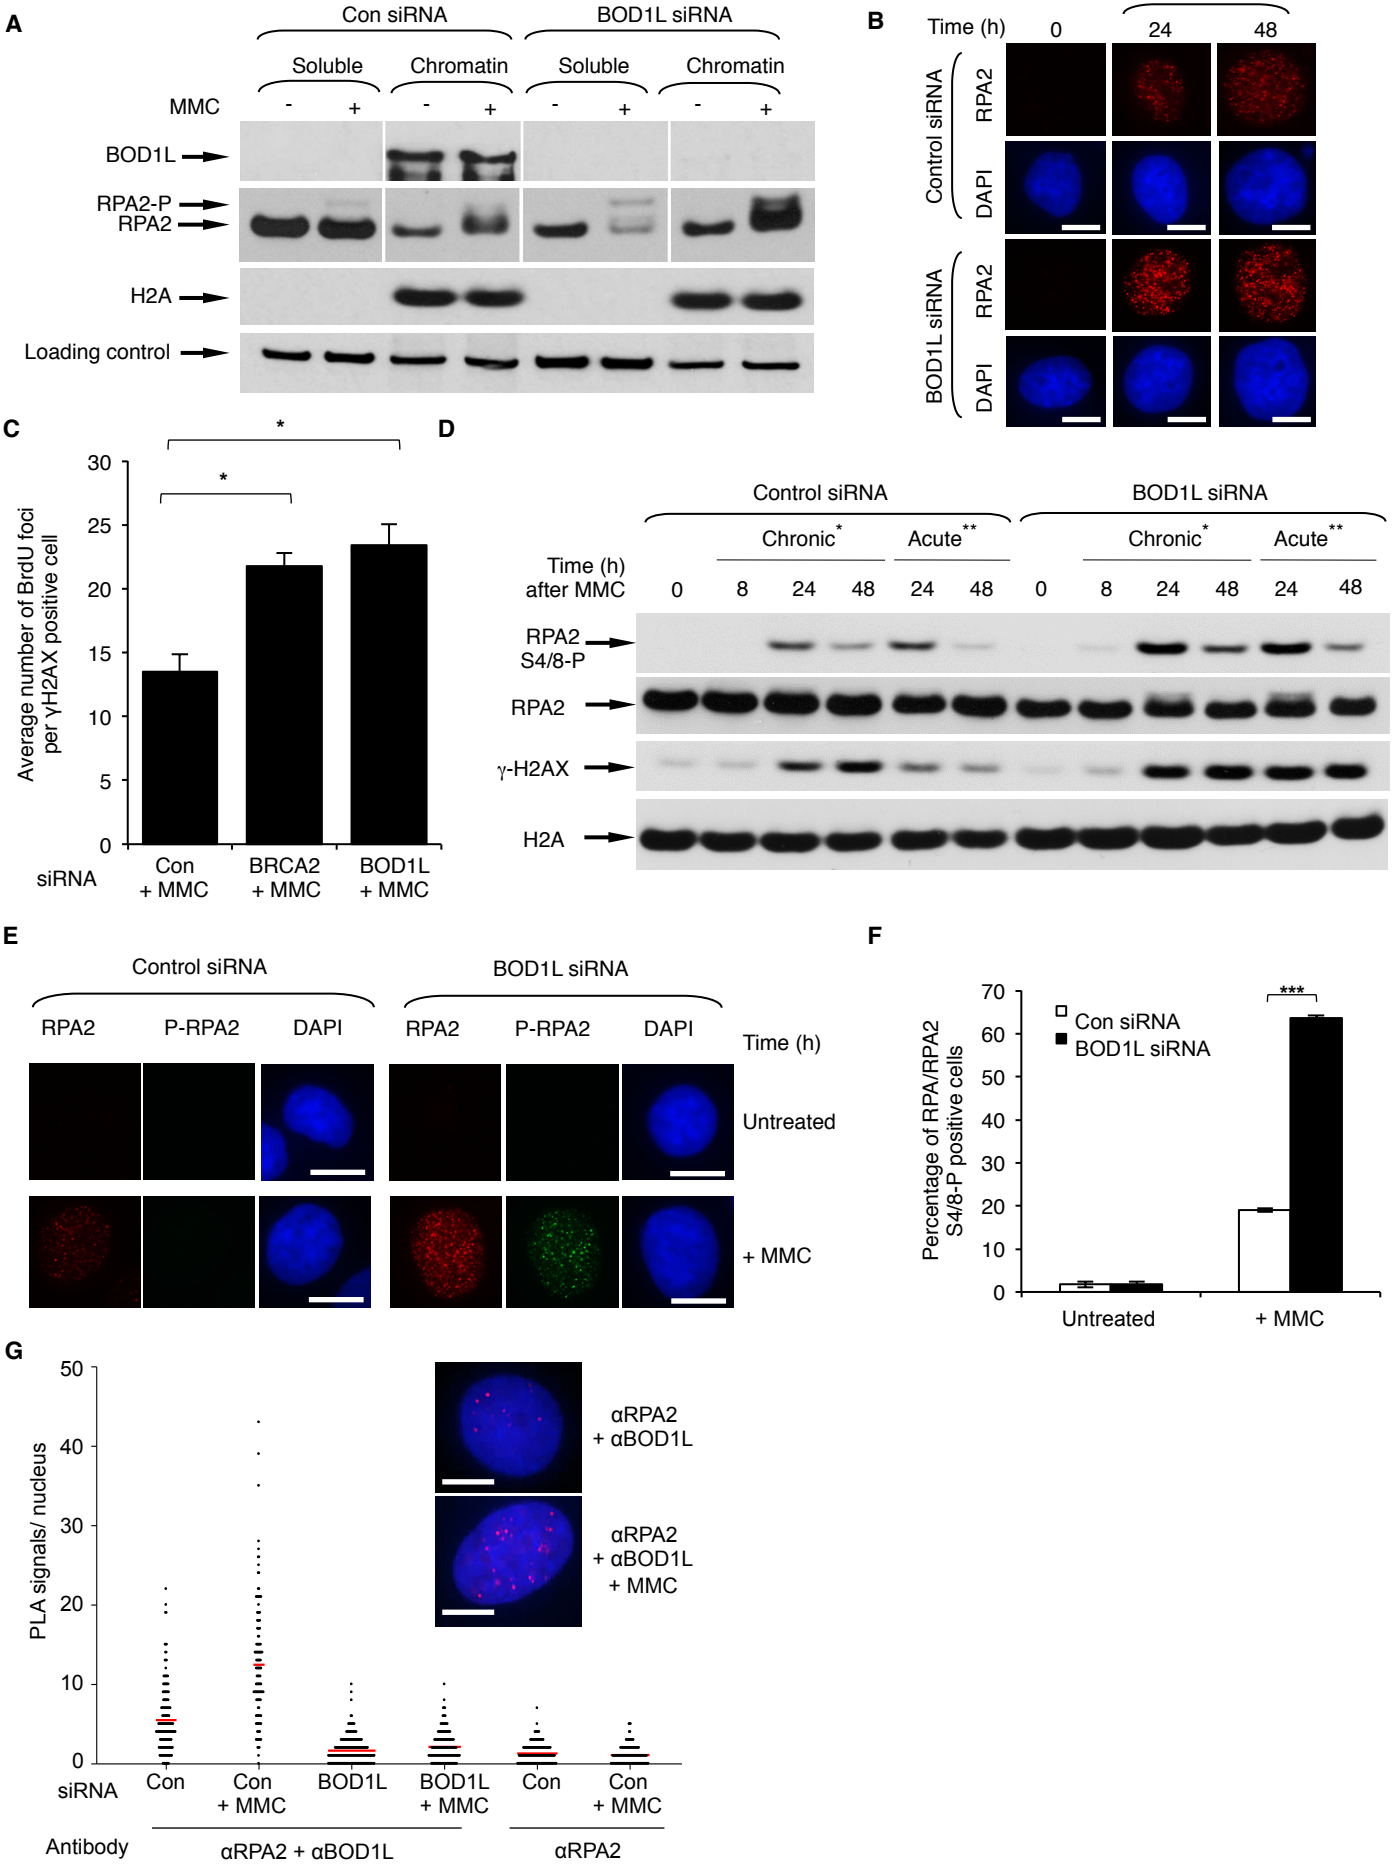 A
Con siRNA
BOD1L siRNA
Soluble
Chromatin
Soluble
Chromatin
MMC
- + - + - + - +
BOD1L
RPA2-P
RPA2
H2A
Loading control
B
Time (h)
0 24 48
Control siRNA
RPA2
DAPI
BOD1L siRNA
RPA2
DAPI
C
Average number of BrdU foci
per γH2AX positive cell
30
25
20
15
10
5
0
*
*
siRNA
Con
+ MMC
BRCA2
+ MMC
BOD1L
+ MMC
D
Control siRNA
BOD1L siRNA
Chronic*
Acute**
Chronic*
Acute**
Time (h)
after MMC
0 8 24 48 24 48 0 8 24 48 24 48
RPA2
S4/8-P
RPA2
γ-H2AX
H2A
E
Control siRNA
BOD1L siRNA
RPA2 P-RPA2 DAPI RPA2 P-RPA2 DAPI
Time (h)
Untreated
+ MMC
F
Percentage of RPA/RPA2
S4/8-P positive cells
70
60
50
40
30
20
10
0
Con siRNA
BOD1L siRNA
***
Untreated
+ MMC
G
PLA signals/ nucleus
50
40
30
20
10
0
αRPA2
+ αBOD1L
αRPA2
+ αBOD1L
+ MMC
siRNA
Con
Con
+ MMC
BOD1L
BOD1L
+ MMC
Con
Con
+ MMC
Antibody
αRPA2 + αBOD1L
αRPA2